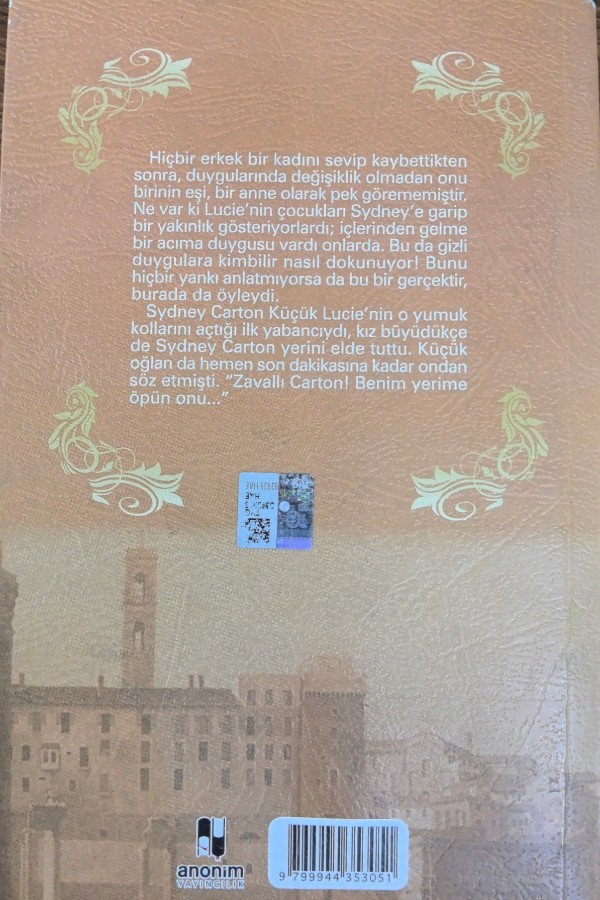 Hiçbir erkek bir kadını sevip kaybettikten
sonra, duygularında değişiklik olmadan onu
birinin eşi, bir anne olarak pek görememiştir.
Ne var ki Lucie'nin çocukları Sydney'e garip
bir yakınlık gösteriyorlardı; içlerinden gelme
bir acıma duygusu vardı onlarda. Bu da gizli
duygulara kimbilir nasıl dokunuyor! Bunu
hiçbir yankı anlatmıyorsa da bu bir gerçektir,
burada da öyleydi.
Sydney Carton Küçük Lucie'nin o yumuk
kollarını açtığı ilk yabancıydı, kız büyüdükçe
de Sydney Carton yerini elde tuttu. Küçük
oğlan da hemen son dakikasına kadar ondan
söz etmişti. "Zavallı Carton! Benim yerime
öpün onu..."
anonim
YAYINCILIK
9 799944 353051